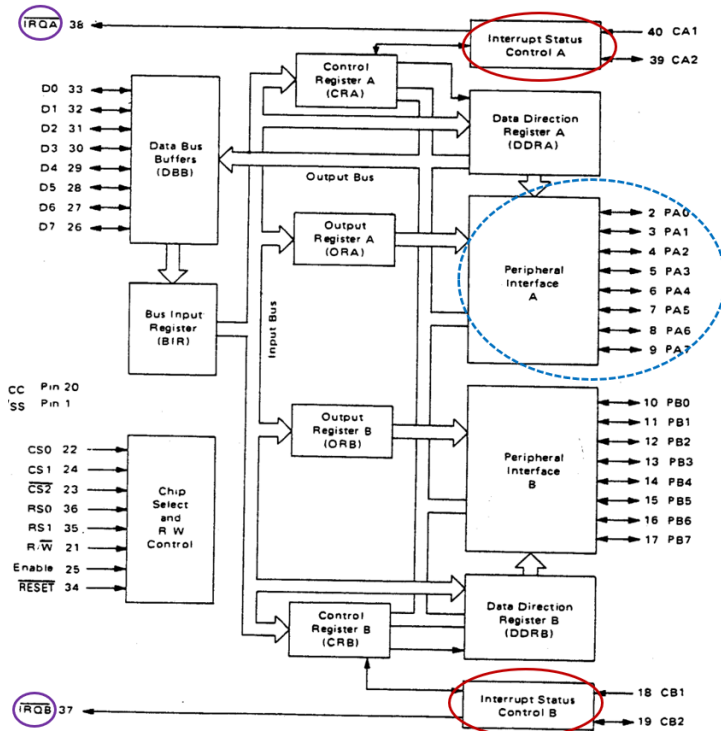 IRQA 38
Interrupt Status
Control A
40 CA1
39 CA2
Control
Register A
(CRA)
D0 33
D1 32
D2 31
D3 30
D4 29
D5 28
D6 27
D7 26
Data Bus
Buffers
(DBB)
Data Direction
Register A
(DDRA)
Output Bus
Output
Register A
(ORA)
Peripheral
Interface
A
2 PA0
3 PA1
4 PA2
5 PA3
6 PA4
7 PA5
8 PA6
9 PA7
Bus Input
Register
(BIR)
Input Bus
CC Pin 20
SS Pin 1
Output
Register B
(ORB)
Peripheral
Interface
B
10 PB0
11 PB1
12 PB2
13 PB3
14 PB4
15 PB5
16 PB6
17 PB7
CS0 22
CS1 24
CS2 23
RS0 36
RS1 35
R/W 21
Enable 25
RESET 34
Chip
Select
and
R W
Control
Control
Register B
(CRB)
Data Direction
Register B
(DDRB)
IRQB 37
Interrupt Status
Control B
18 CB1
19 CB2